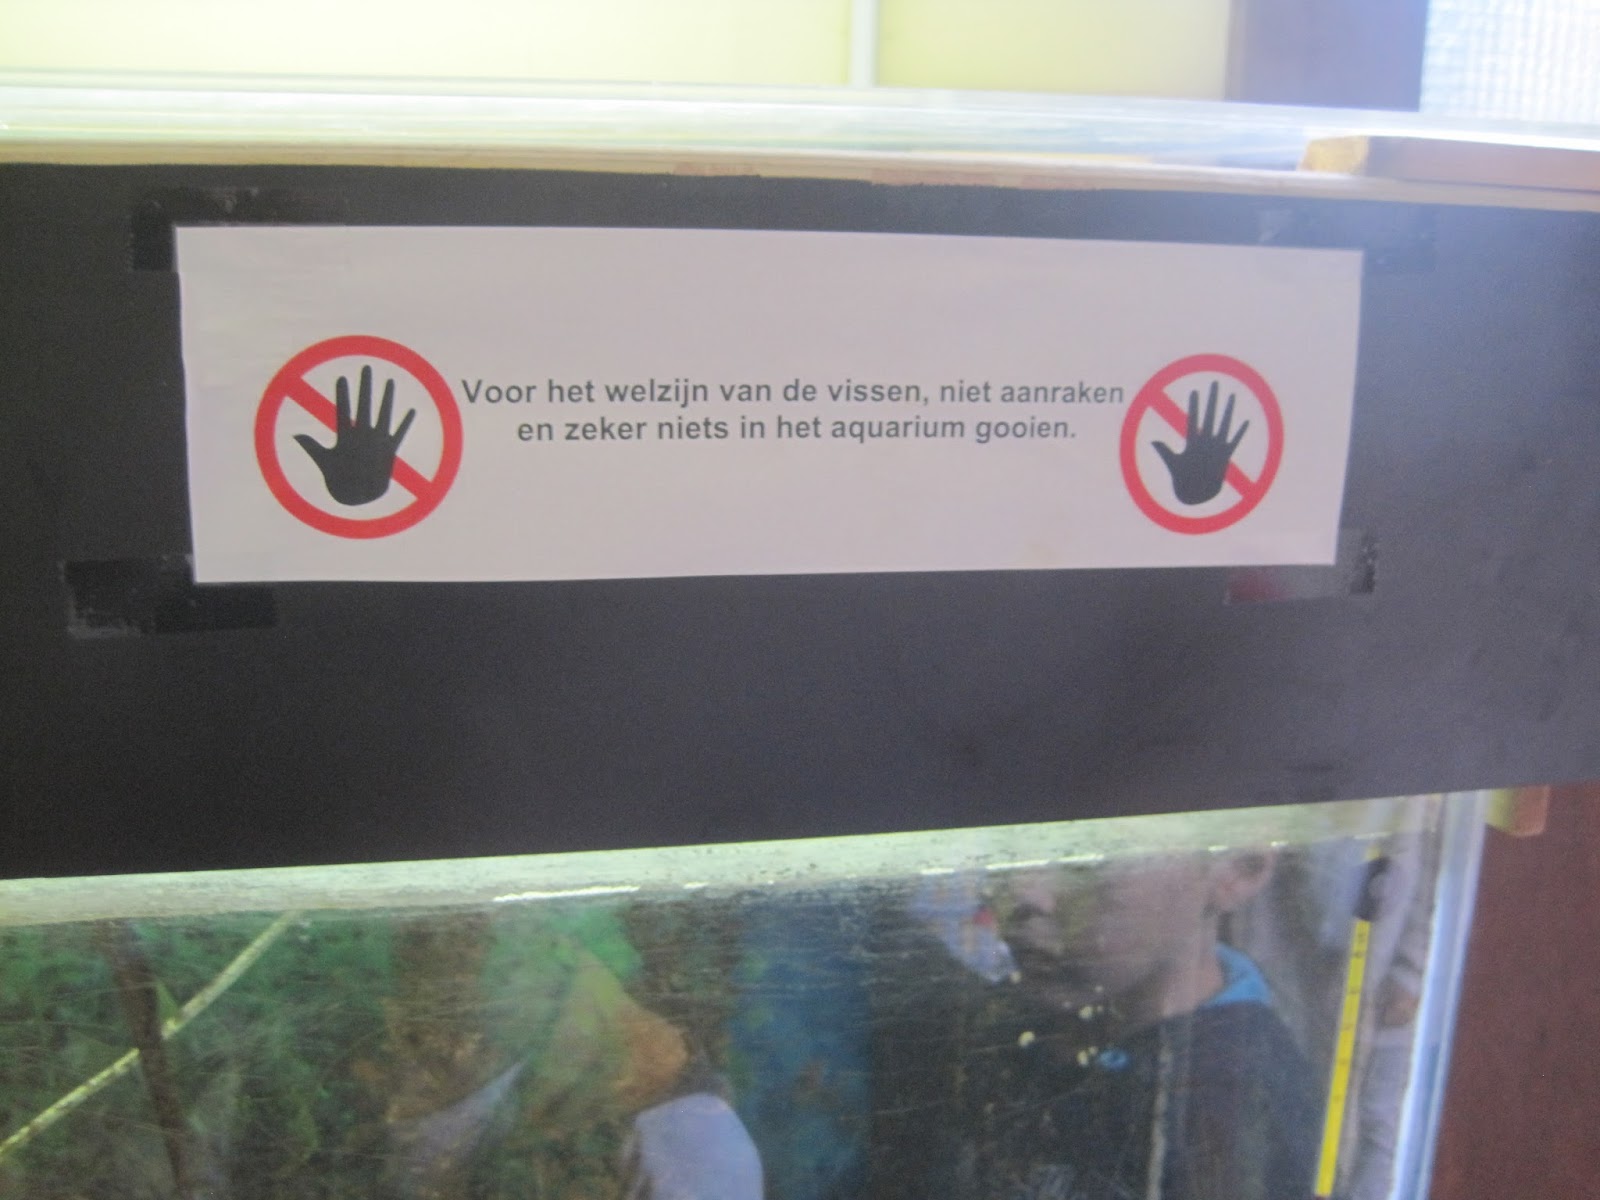 Voor het welzijn van de vissen, niet aanraken
en zeker niets in het aquarium gooien.